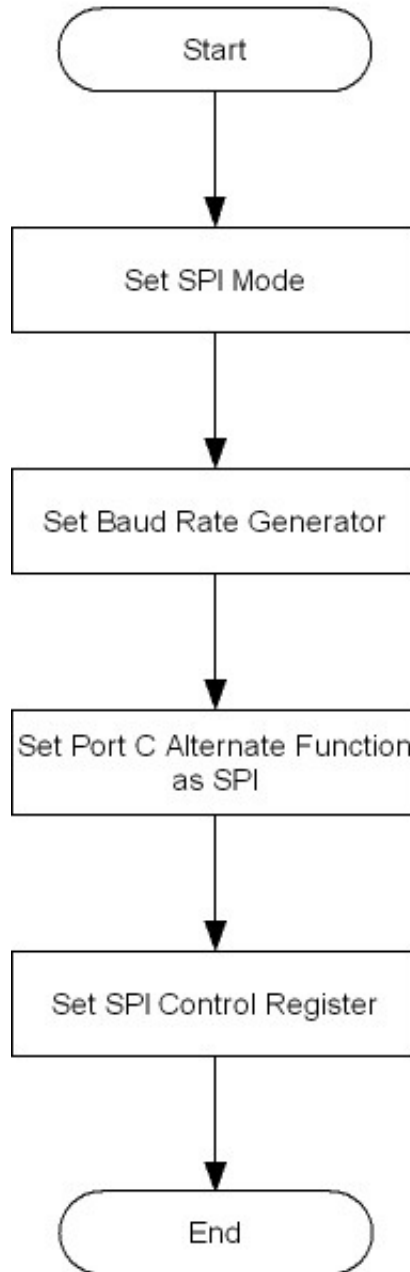 Start
Set SPI Mode
Set Baud Rate Generator
Set Port C Alternate Function
as SPI
Set SPI Control Register
End